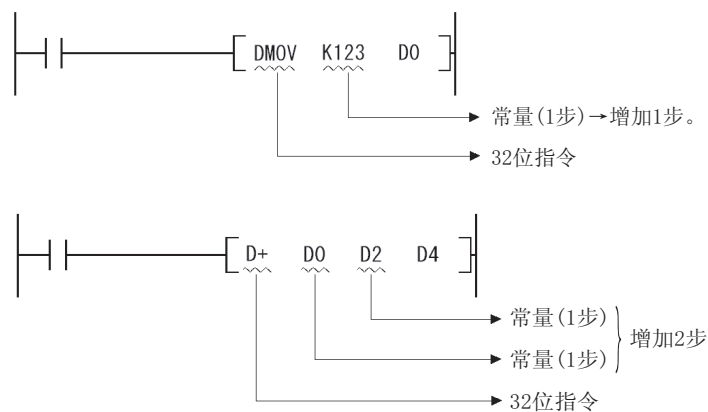 DMOV K123 D0
常量(1步)→增加1步。
32位指令
D+ D0 D2 D4
常量(1步)
常量(1步)
增加2步
32位指令